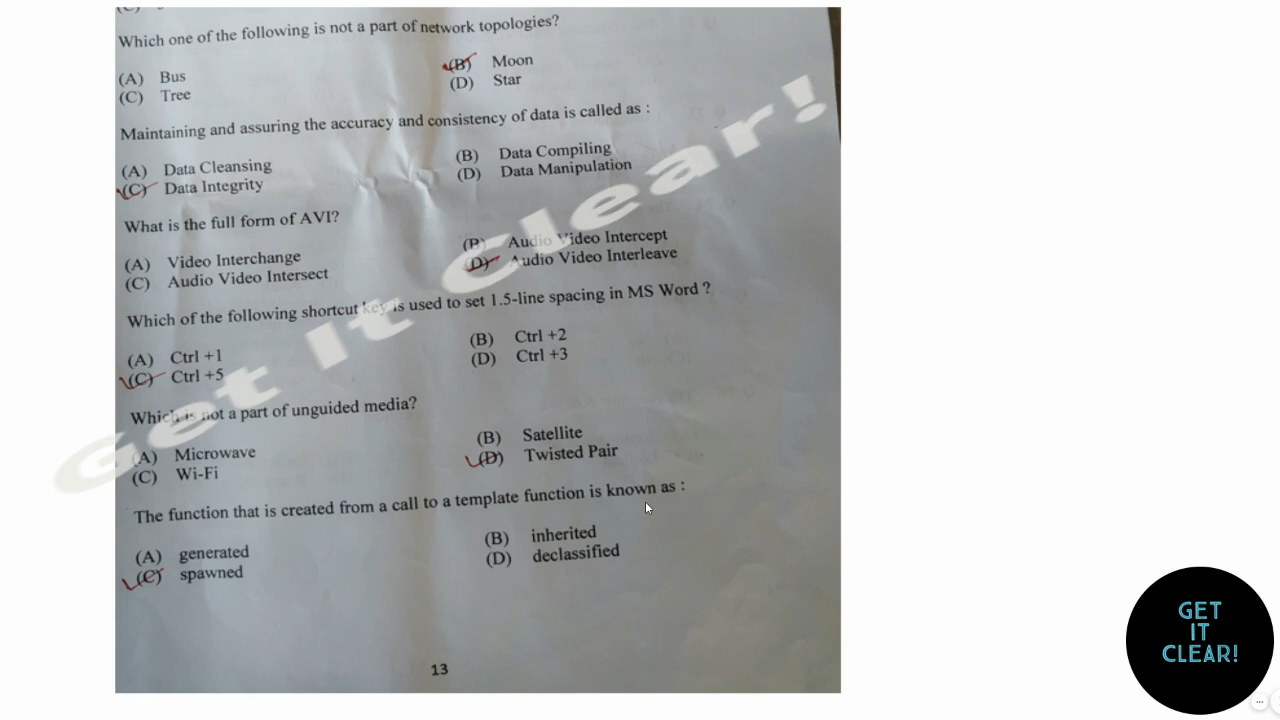 Which one of the following is not a part of network topologies?
(A) Bus (B) Moon
(C) Tree (D) Star
Maintaining and assuring the accuracy and consistency of data is called as :
(A) Data Cleansing (B) Data Compiling
(C) Data Integrity (D) Data Manipulation
What is the full form of AVI?
(A) Video Interchange (B) Audio Video Intercept
(C) Audio Video Intersect (D) Audio Video Interleave
Which of the following shortcut key is used to set 1.5-line spacing in MS Word ?
(A) Ctrl +1 (B) Ctrl +2
(C) Ctrl +5 (D) Ctrl +3
Which is not a part of unguided media?
(A) Microwave (B) Satellite
(C) Wi-Fi (D) Twisted Pair
The function that is created from a call to a template function is known as :
(A) generated (B) inherited
(C) spawned (D) declassified
13
Get It Clear!
GET
IT
CLEAR!